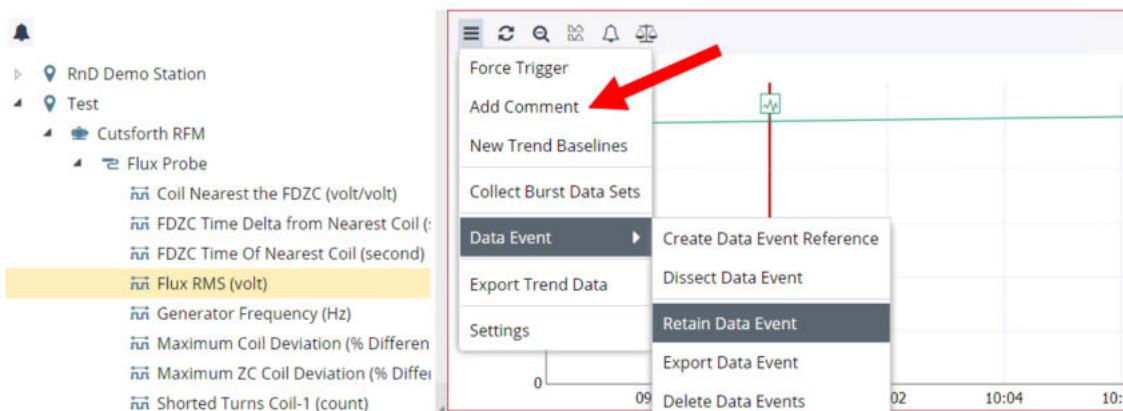 RnD Demo Station
Test
Cutsforth RFM
Flux Probe
Coil Nearest the FDZC (volt/volt)
FDZC Time Delta from Nearest Coil (s
FDZC Time Of Nearest Coil (second)
Flux RMS (volt)
Generator Frequency (Hz)
Maximum Coil Deviation (% Differen
Maximum ZC Coil Deviation (% Differ
Shorted Turns Coil-1 (count)
Force Trigger
Add Comment
New Trend Baselines
Collect Burst Data Sets
Data Event
Export Trend Data
Settings
Create Data Event Reference
Dissect Data Event
Retain Data Event
Export Data Event
Delete Data Events
0
09
02
10:04
10: